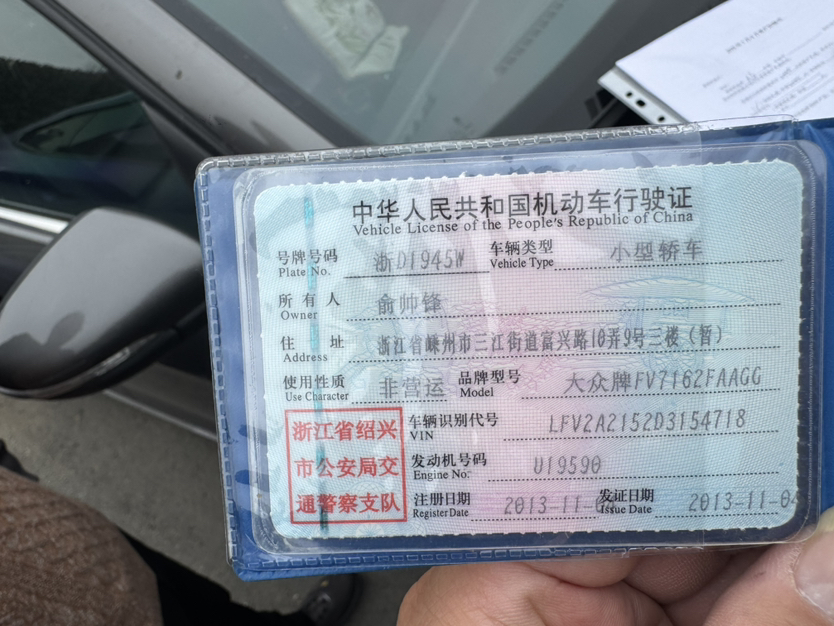 中华人民共和国机动车行驶证
Vehicle License of the People's Republic of China
号牌号码 浙D1945W 车辆类型 小型轿车
Plate No. Vehicle Type
所有人 俞帅锋
Owner
住址 浙江省嵊州市三江街道富兴路10弄9号三楼（暂）
Address
使用性质 非营运 品牌型号 大众牌FV7162FAAGG
Use Character Model
浙江省绍兴
市公安局交
通警察支队
车辆识别代号 LFV2A2152D3154718
VIN
发动机号码 U19590
Engine No.
注册日期 2013-11-0 发证日期 2013-11-04
Register Date Issue Date